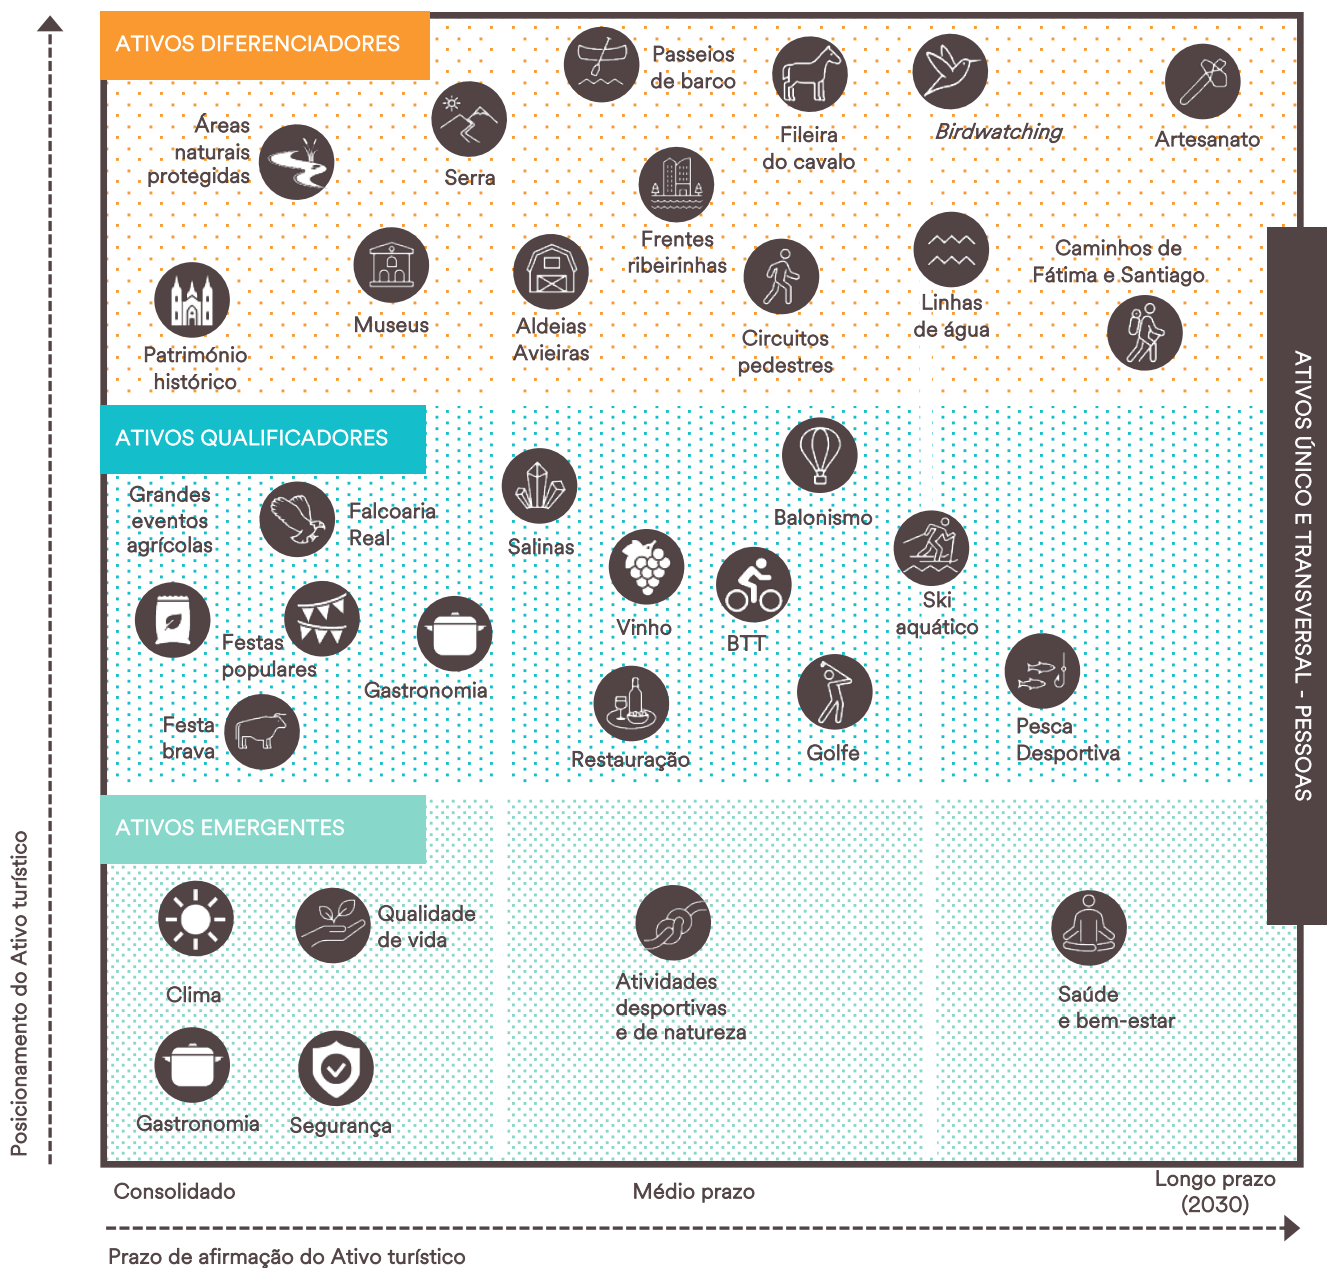 ATIVOS DIFERENCIADORES
Passeios
de barco
Áreas
naturais
protegidas
Serra
Fileira
do cavalo
Birdwatching
Artesanato
Frentes
ribeirinhas
Património
histórico
Museus
Aldeias
Avieiras
Circuitos
pedestres
Linhas
de água
Caminhos de
Fátima e Santiago
ATIVOS QUALIFICADORES
Grandes
eventos
agrícolas
Falcoaria
Real
Salinas
Balonismo
Festas
populares
Gastronomia
Vinho
BTT
Ski
aquático
Festa
brava
Restauração
Golfe
Pesca
Desportiva
ATIVOS EMERGENTES
Clima
Qualidade
de vida
Atividades
desportivas
e de natureza
Saúde
e bem-estar
Gastronomia
Segurança
ATIVOS ÚNICO E TRANSVERSAL - PESSOAS
Posicionamento do Ativo turístico
Consolidado
Médio prazo
Longo prazo
(2030)
Prazo de afirmação do Ativo turístico